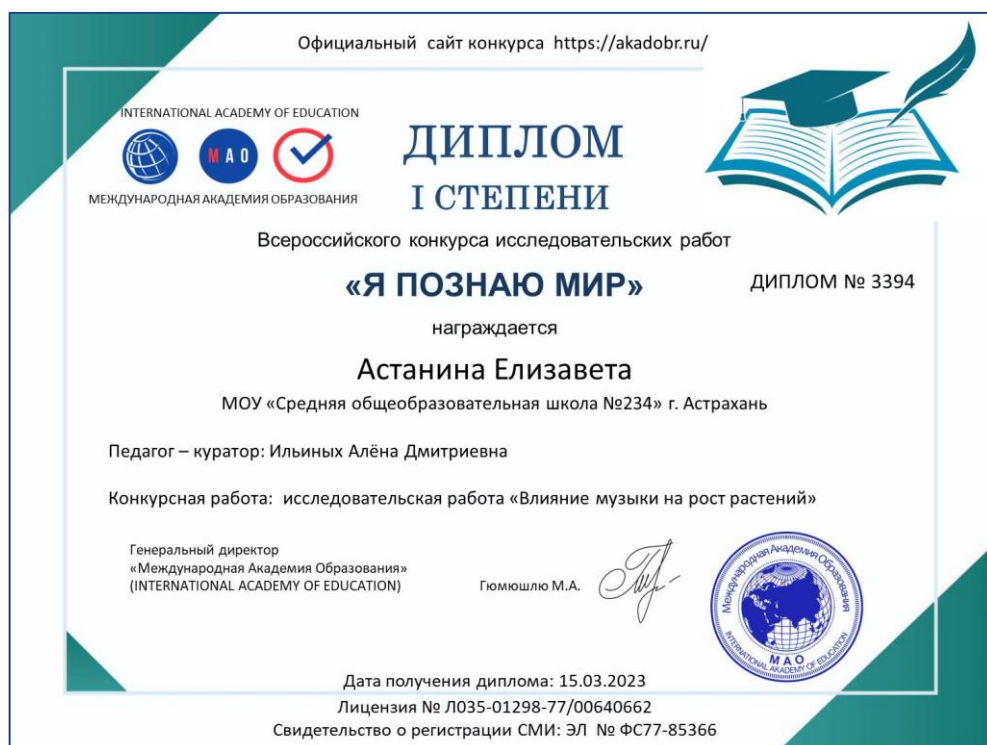 Официальный сайт конкурса https://akadobr.ru/
INTERNATIONAL ACADEMY OF EDUCATION
МАО
МЕЖДУНАРОДНАЯ АКАДЕМИЯ ОБРАЗОВАНИЯ
ДИПЛОМ
I СТЕПЕНИ
Всероссийского конкурса исследовательских работ
«Я ПОЗНАЮ МИР»
ДИПЛОМ № 3394
награждается
Астанина Елизавета
МОУ «Средняя общеобразовательная школа №234» г. Астрахань
Педагог – куратор: Ильиных Алёна Дмитриевна
Конкурсная работа: исследовательская работа «Влияние музыки на рост растений»
Генеральный директор
«Международная Академия Образования»
(INTERNATIONAL ACADEMY OF EDUCATION)
Гюмюшлю М.А.
Международная Академия Образования
МАО
INTERNATIONAL AKADEMY OF EDUCATION
Дата получения диплома: 15.03.2023
Лицензия № Л035-01298-77/00640662
Свидетельство о регистрации СМИ: ЭЛ № ФС77-85366